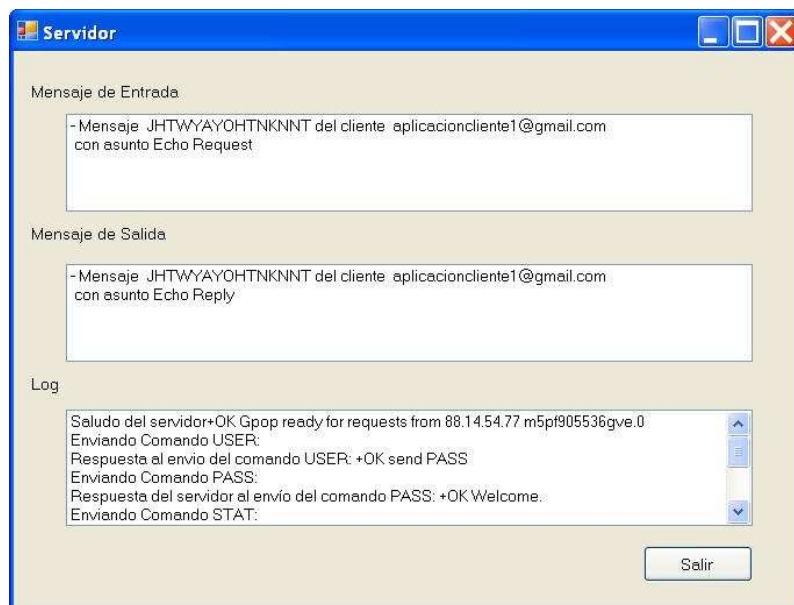 Servidor
Mensaje de Entrada
- Mensaje JHTWYAYOHTNKNNT del cliente aplicacioncliente1@gmail.com
con asunto Echo Request
Mensaje de Salida
- Mensaje JHTWYAYOHTNKNNT del cliente aplicacioncliente1@gmail.com
con asunto Echo Reply
Log
Saludo del servidor+OK Gpop ready for requests from 88.14.54.77 m5pf905536gve.0
Enviando Comando USER:
Respuesta al envio del comando USER: +OK send PASS
Enviando Comando PASS:
Respuesta del servidor al envío del comando PASS: +OK Welcome.
Enviando Comando STAT:
Salir